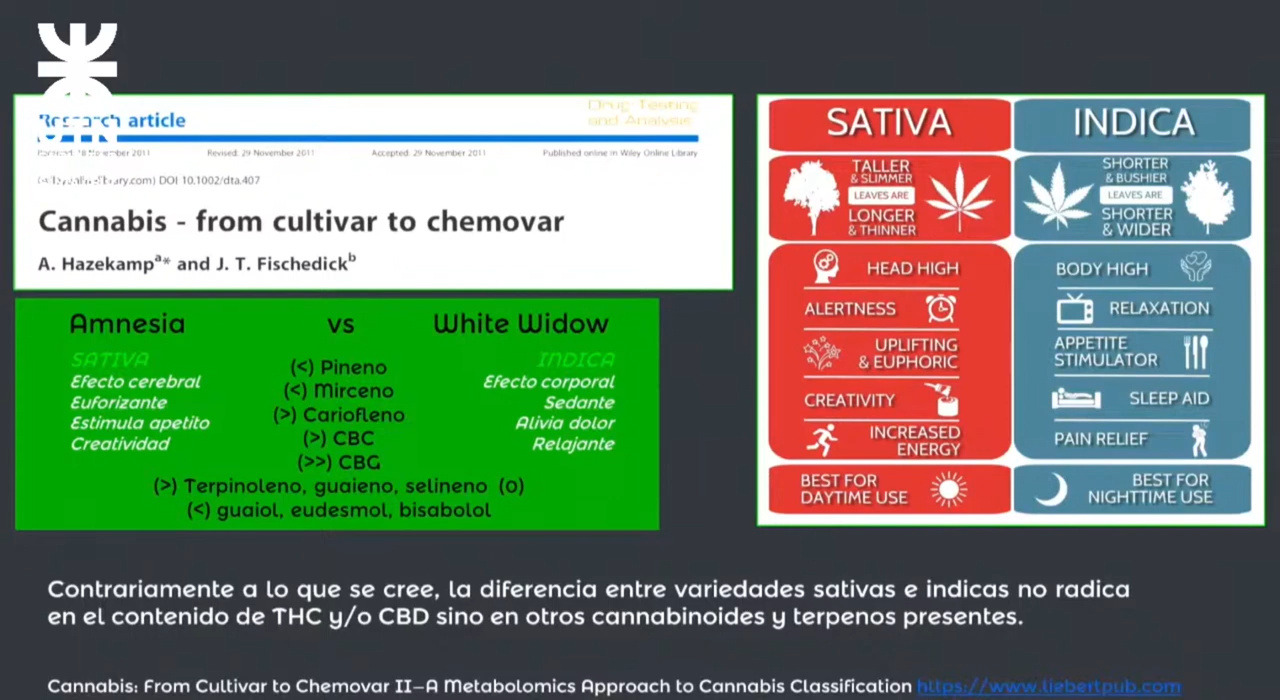 Research article
Drug Testing
and Analysis
Revised: 29 November 2011
Accepted: 29 November 2011
Published online in Wiley Online Library
DOI 10.1002/dta.407
Cannabis - from cultivar to chemovar
A. Hazekampa* and J. T. Fischedickb
Amnesia vs White Widow
SATIVA
Efecto cerebral
Euforizante
Estimula apetito
Creatividad
(<) Pineno
(<) Mirceno
(>) Cariofleno
(>) CBC
(>>) CBG
(>) Terpinoleno, guaieno, selineno (0)
(<) guaiol, eudesmol, bisabolol
INDICA
Efecto corporal
Sedante
Alivia dolor
Relajante
SATIVA
TALLER
& SLIMMER
LEAVES ARE
LONGER
& THINNER
HEAD HIGH
ALERTNESS
UPLIFTING
& EUPHORIC
CREATIVITY
INCREASED
ENERGY
BEST FOR
DAYTIME USE
INDICA
SHORTER
& BUSHIER
LEAVES ARE
SHORTER
& WIDER
BODY HIGH
RELAXATION
APPETITE
STIMULATOR
SLEEP AID
PAIN RELIEF
BEST FOR
NIGHTTIME USE
Contrariamente a lo que se cree, la diferencia entre variedades sativas e indicas no radica
en el contenido de THC y/o CBD sino en otros cannabinoides y terpenos presentes.
Cannabis: From Cultivar to Chemovar II—A Metabolomics Approach to Cannabis Classification https://www.liebertpub.com